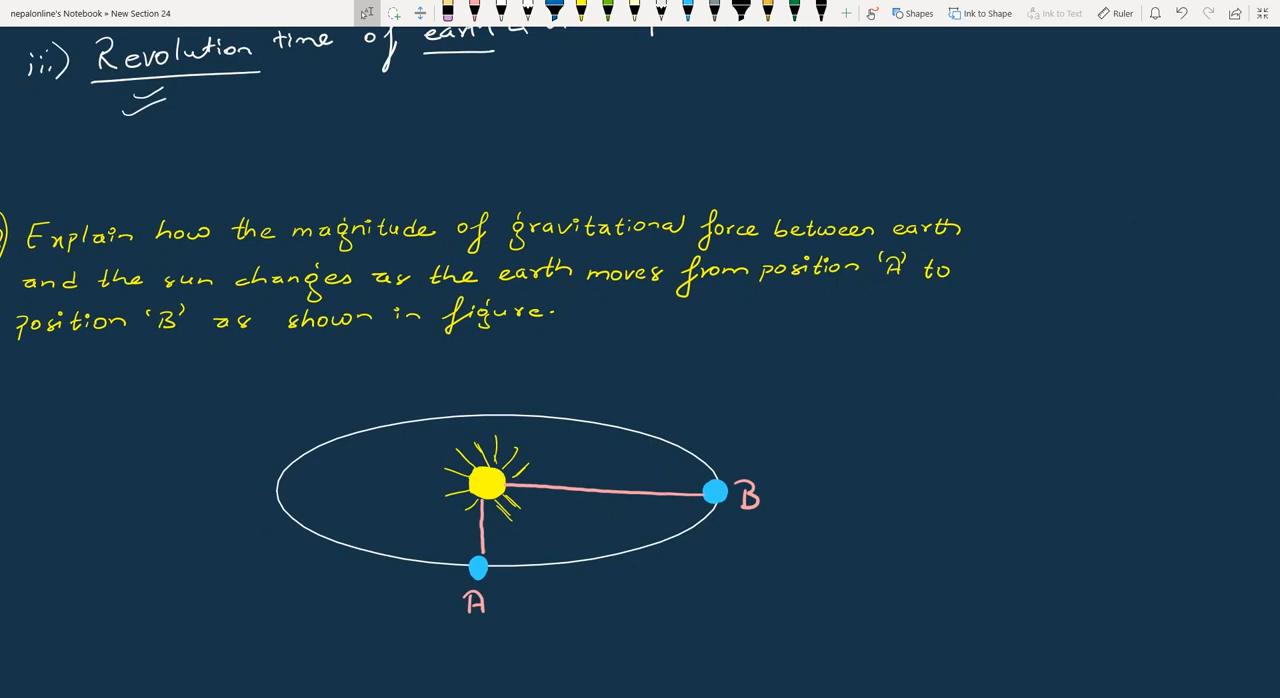 nepalonline's Notebook » New Section 24
Shapes
Ink to Shape
Ink to Text
Ruler
iii) Revolution time of earth
Explain how the magnitude of gravitational force between earth
and the sun changes as the earth moves from position 'A' to
position 'B' as shown in figure.
B
A